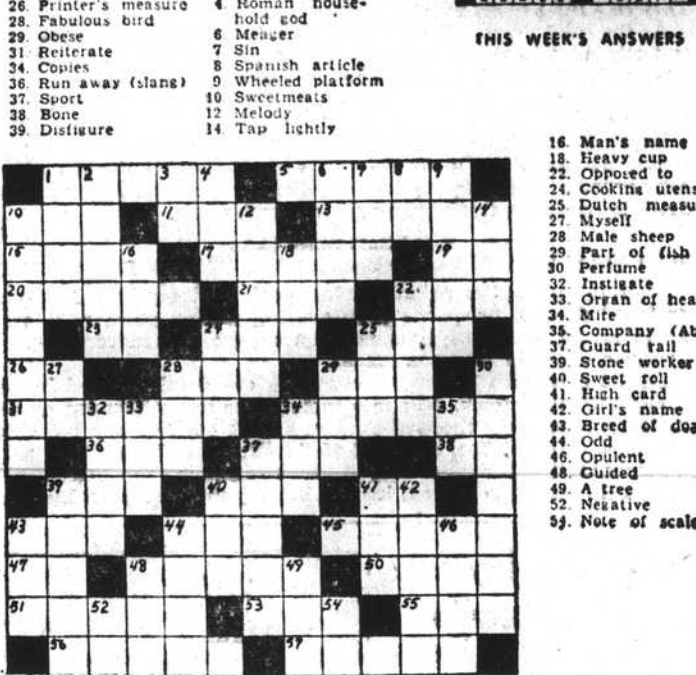 26. Printer's measure
28. Fabulous bird
29. Obese
31. Reiterate
34. Copies
36. Run away (slang)
37. Sport
38. Bone
39. Disfigure
4. Roman house-
hold god
6. Meager
7 Sin
8 Spanish article
9 Wheeled platform
10 Sweetmeats
12 Melody
14. Tap lightly
THIS WEEK'S ANSWERS
16. Man's name
18. Heavy cup
22. Opposed to
24. Cooking utens
25. Dutch measu
27. Myself
28. Male sheep
29. Part of fish
30 Perfume
32. Instigate
33. Organ of hea
34. Mite
35. Company (Ab
37. Guard rail
39. Stone worker
40. Sweet roll
41. High card
42. Girl's name
43. Breed of dog
44. Odd
46. Opulent
48. Guided
49. A tree
52. Negative
54. Note of scale
1 2 3 4 5 6 7 8 9
10 11 12 13 14
15 16 17 18 19
20 21 22
23 24 25
26 27 28 29 30
31 32 33 34 35
36 37 38
39 40 41 42
43 44 45 46
47 48 49 50
51 52 53 54 55
56 57